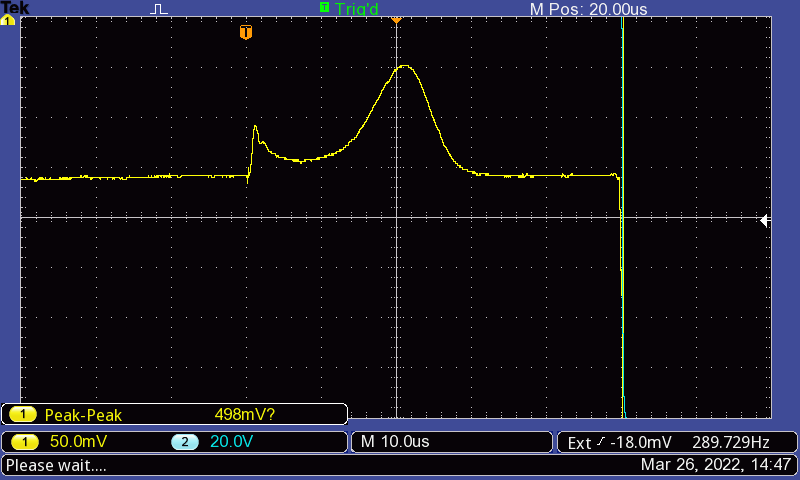 Tek T Trig'd M Pos: 20.00us
1
T
1 Peak-Peak 498mV?
1 50.0mV 2 20.0V M 10.0us Ext -18.0mV 289.729Hz
Please wait.... Mar 26, 2022, 14:47